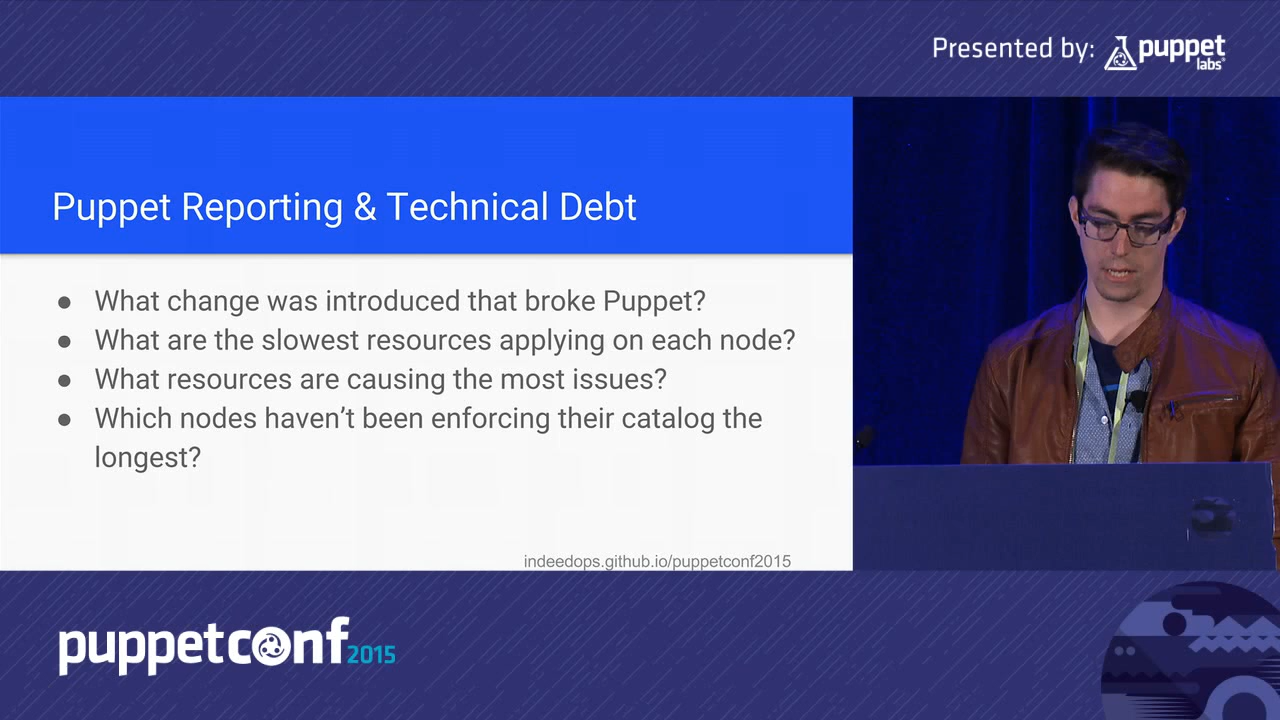 Presented by: puppet labs
Puppet Reporting & Technical Debt
● What change was introduced that broke Puppet?
● What are the slowest resources applying on each node?
● What resources are causing the most issues?
● Which nodes haven’t been enforcing their catalog the
longest?
indeedops.github.io/puppetconf2015
puppetconf 2015